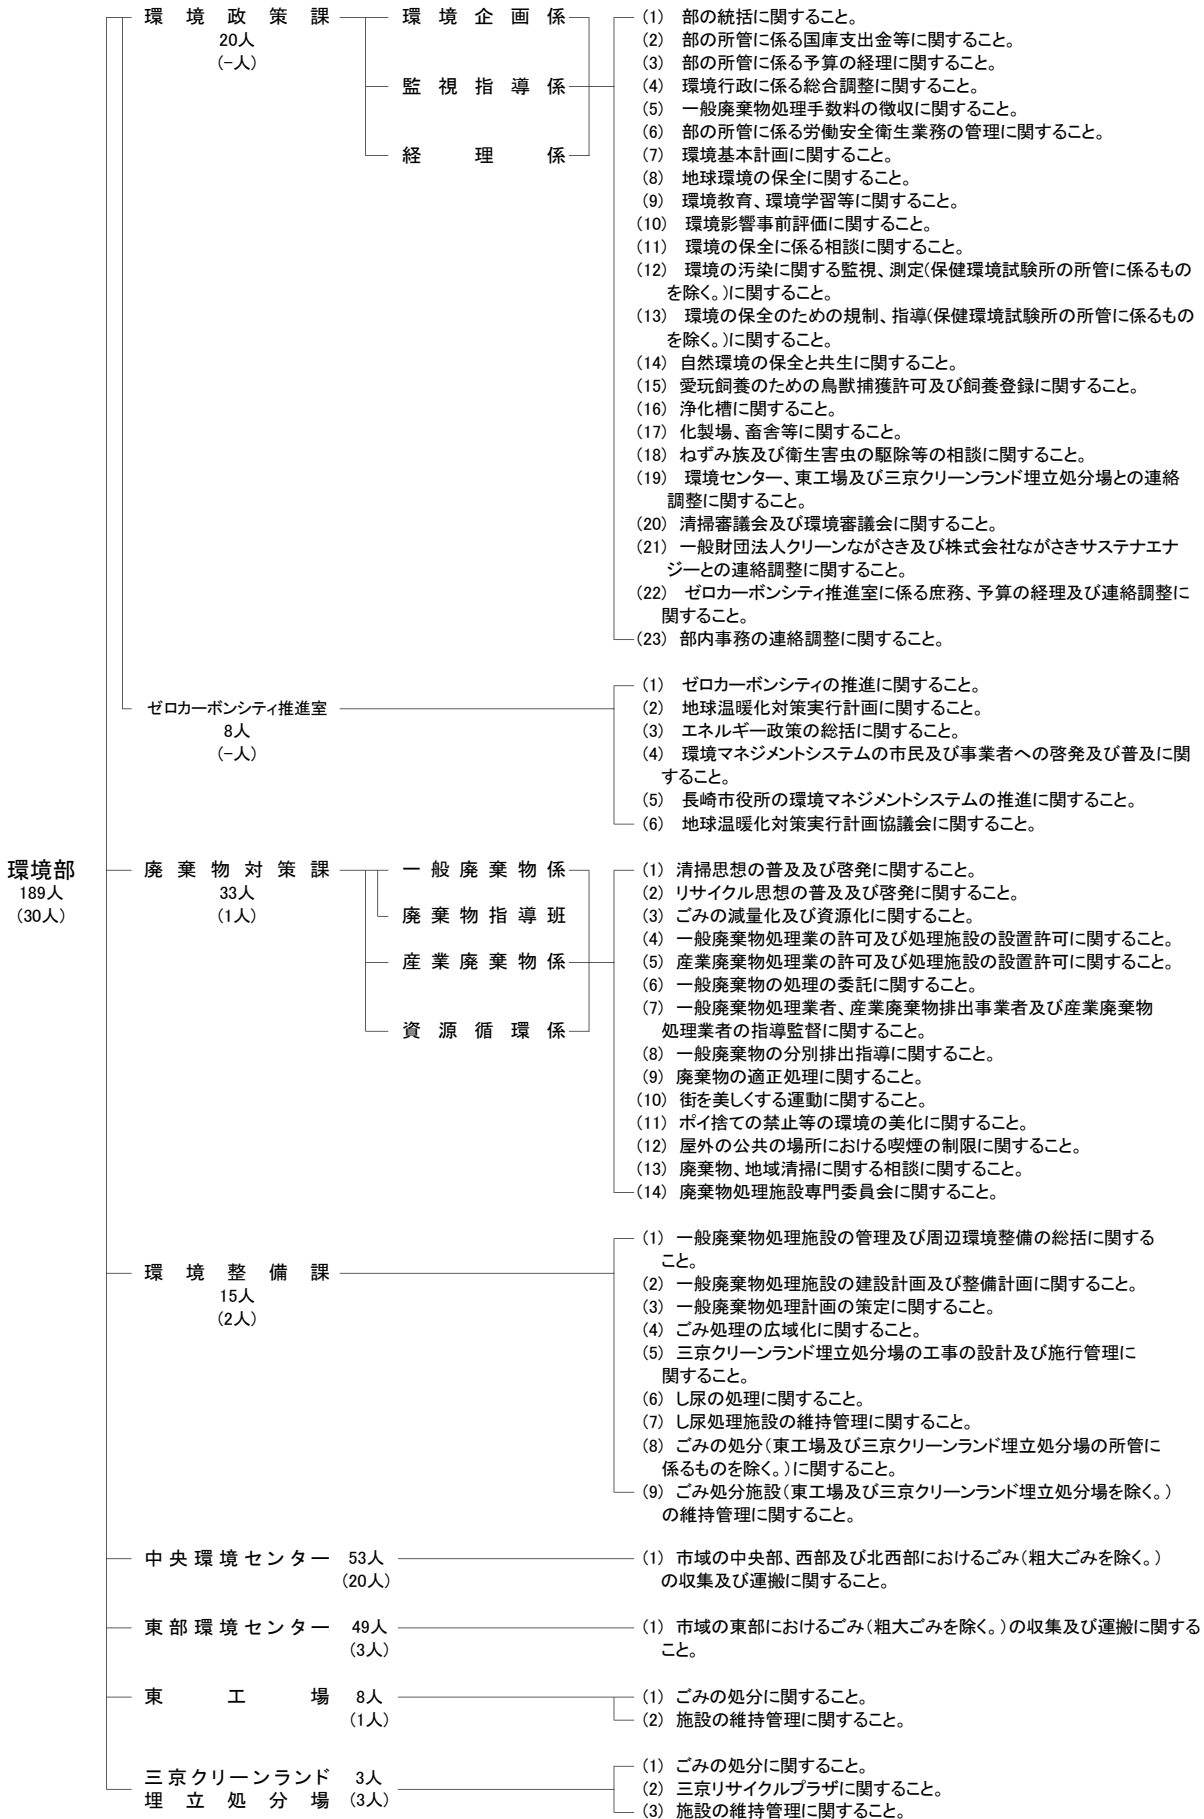 環境部
189人
(30人)
環境政策課
20人
(-人)
環境企画係
監視指導係
経理係
(1) 部の統括に関すること。
(2) 部の所管に係る国庫支出金等に関すること。
(3) 部の所管に係る予算の経理に関すること。
(4) 環境行政に係る総合調整に関すること。
(5) 一般廃棄物処理手数料の徴収に関すること。
(6) 部の所管に係る労働安全衛生業務の管理に関すること。
(7) 環境基本計画に関すること。
(8) 地球環境の保全に関すること。
(9) 環境教育、環境学習等に関すること。
(10) 環境影響事前評価に関すること。
(11) 環境の保全に係る相談に関すること。
(12) 環境の汚染に関する監視、測定(保健環境試験所の所管に係るもの
を除く。)に関すること。
(13) 環境の保全のための規制、指導(保健環境試験所の所管に係るもの
を除く。)に関すること。
(14) 自然環境の保全と共生に関すること。
(15) 愛玩飼養のための鳥獣捕獲許可及び飼養登録に関すること。
(16) 浄化槽に関すること。
(17) 化製場、畜舎等に関すること。
(18) ねずみ族及び衛生害虫の駆除等の相談に関すること。
(19) 環境センター、東工場及び三京クリーンランド埋立処分場との連絡
調整に関すること。
(20) 清掃審議会及び環境審議会に関すること。
(21) 一般財団法人クリーンながさき及び株式会社ながさきサステナエナ
ジーとの連絡調整に関すること。
(22) ゼロカーボンシティ推進室に係る庶務、予算の経理及び連絡調整に
関すること。
(23) 部内事務の連絡調整に関すること。
ゼロカーボンシティ推進室
8人
(-人)
(1) ゼロカーボンシティの推進に関すること。
(2) 地球温暖化対策実行計画に関すること。
(3) エネルギー政策の総括に関すること。
(4) 環境マネジメントシステムの市民及び事業者への啓発及び普及に関
すること。
(5) 長崎市役所の環境マネジメントシステムの推進に関すること。
(6) 地球温暖化対策実行計画協議会に関すること。
廃棄物対策課
33人
(1人)
一般廃棄物係
廃棄物指導班
産業廃棄物係
資源循環係
(1) 清掃思想の普及及び啓発に関すること。
(2) リサイクル思想の普及及び啓発に関すること。
(3) ごみの減量化及び資源化に関すること。
(4) 一般廃棄物処理業の許可及び処理施設の設置許可に関すること。
(5) 産業廃棄物処理業の許可及び処理施設の設置許可に関すること。
(6) 一般廃棄物の処理の委託に関すること。
(7) 一般廃棄物処理業者、産業廃棄物排出事業者及び産業廃棄物
処理業者の指導監督に関すること。
(8) 一般廃棄物の分別排出指導に関すること。
(9) 廃棄物の適正処理に関すること。
(10) 街を美しくする運動に関すること。
(11) ポイ捨ての禁止等の環境の美化に関すること。
(12) 屋外の公共の場所における喫煙の制限に関すること。
(13) 廃棄物、地域清掃に関する相談に関すること。
(14) 廃棄物処理施設専門委員会に関すること。
環境整備課
15人
(2人)
(1) 一般廃棄物処理施設の管理及び周辺環境整備の総括に関する
こと。
(2) 一般廃棄物処理施設の建設計画及び整備計画に関すること。
(3) 一般廃棄物処理計画の策定に関すること。
(4) ごみ処理の広域化に関すること。
(5) 三京クリーンランド埋立処分場の工事の設計及び施行管理に
関すること。
(6) し尿の処理に関すること。
(7) し尿処理施設の維持管理に関すること。
(8) ごみの処分(東工場及び三京クリーンランド埋立処分場の所管に
係るものを除く。)に関すること。
(9) ごみ処分施設(東工場及び三京クリーンランド埋立処分場を除く。)
の維持管理に関すること。
中央環境センター 53人
(20人)
(1) 市域の中央部、西部及び北西部におけるごみ(粗大ごみを除く。)
の収集及び運搬に関すること。
東部環境センター 49人
(3人)
(1) 市域の東部におけるごみ(粗大ごみを除く。)の収集及び運搬に関する
こと。
東工場 8人
(1人)
(1) ごみの処分に関すること。
(2) 施設の維持管理に関すること。
三京クリーンランド 3人
埋立処分場 (3人)
(1) ごみの処分に関すること。
(2) 三京リサイクルプラザに関すること。
(3) 施設の維持管理に関すること。